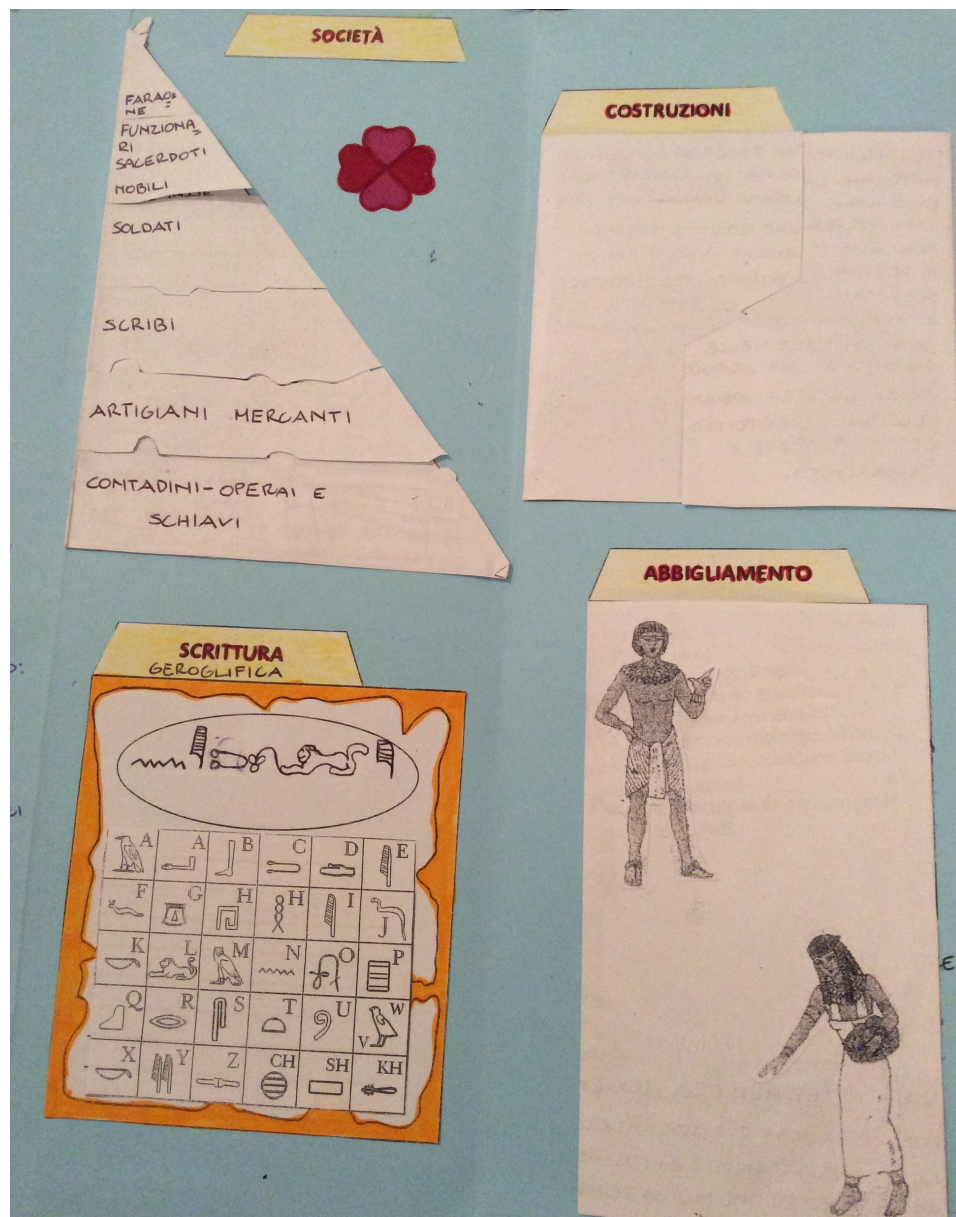 SOCIETÀ
FARAO=
NE
FUNZIONA=
RI
SACERDOTI
NOBILI
SOLDATI
SCRIBI
ARTIGIANI MERCANTI
CONTADINI-OPERAI E
SCHIAVI
COSTRUZIONI
SCRITTURA
GEROGLIFICA
A A B C D E
F G H H I J
K L M N O P
Q R S T U V W
X Y Z CH SH KH
ABBIGLIAMENTO